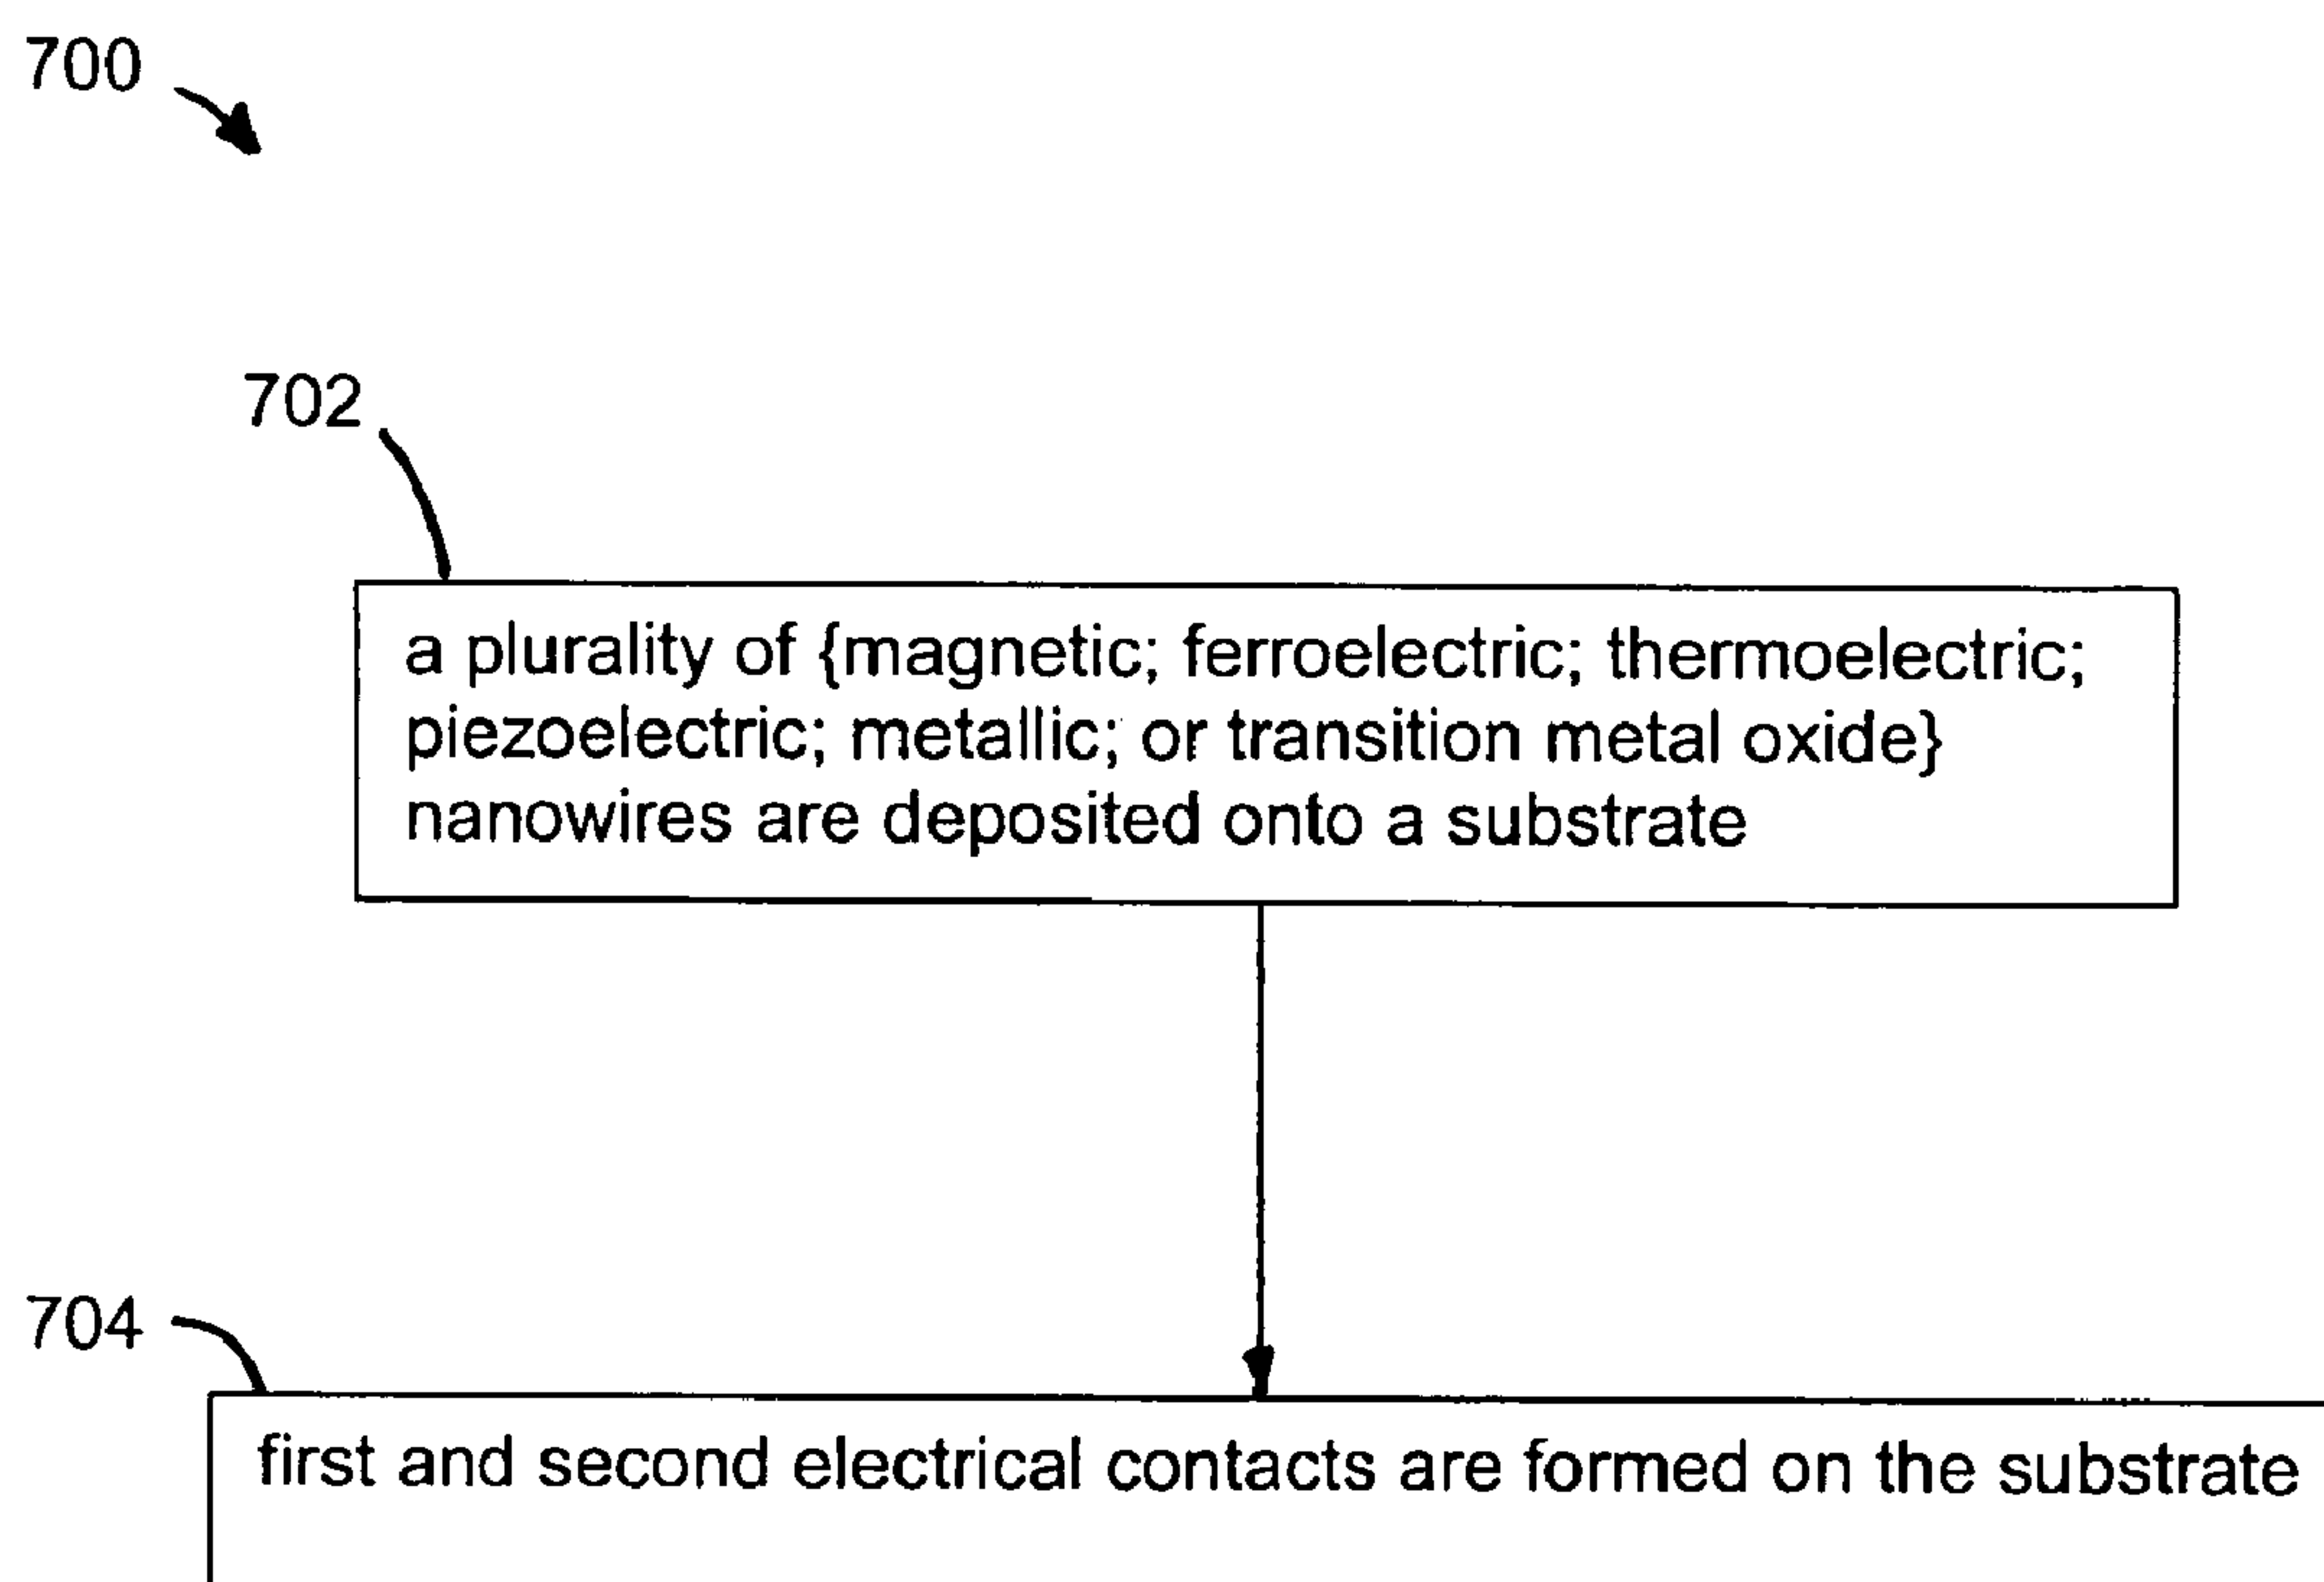 700
702
a plurality of {magnetic; ferroelectric; thermoelectric;
piezoelectric; metallic; or transition metal oxide}
nanowires are deposited onto a substrate
704
first and second electrical contacts are formed on the substrate